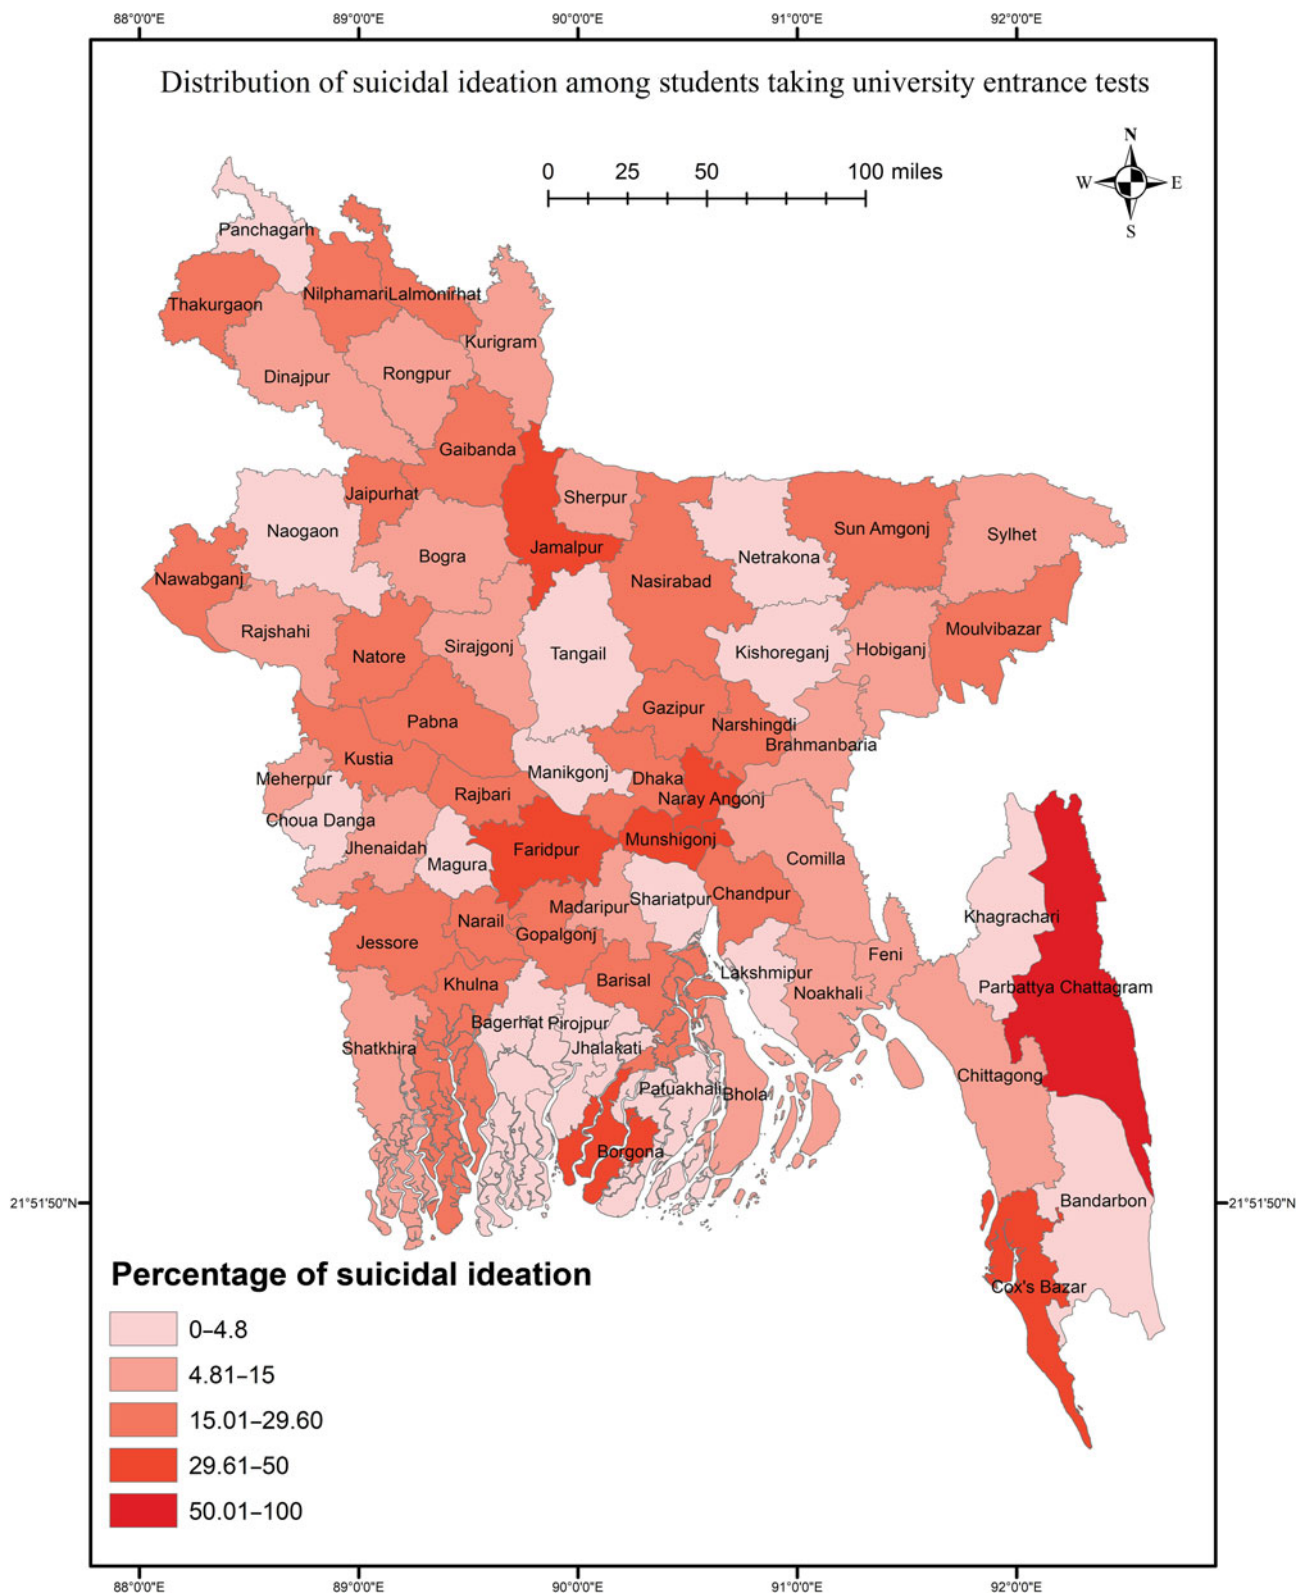 88°0'0"E 89°0'0"E 90°0'0"E 91°0'0"E 92°0'0"E
Distribution of suicidal ideation among students taking university entrance tests
N
0 25 50 100 miles
W E
S
Panchagarh
Nilphamari Lalmonirhat
Thakurgaon
Kurigram
Rongpur
Dinajpur
Gaibanda
Jaipurhat
Sherpur
Naogaon
Sun Amgonj
Sylhet
Jamalpur
Bogra
Netrakona
Nawabganj
Nasirabad
Moulvibazar
Rajshahi
Sirajgonj
Tangail
Kishoreganj
Hobiganj
Natore
Gazipur
Pabna
Narshingdi
Brahmanbaria
Kustia
Manikgonj
Meherpur
Dhaka
Rajbari
Naray Angonj
Choua Danga
Munshigonj
Jhenaidah
Faridpur
Comilla
Magura
Shariatpur
Chandpur
Madaripur
Khagrachari
Narail
Gopalgonj
Jessore
Feni
Lakshmipur
Barisal
Khulna
Parbattya Chattagram
Noakhali
Bagerhat Pirojpur
Shatkhira
Jhalakati
Chittagong
Patuakhali
Bhola
Borgona
Bandarbon
21°51'50"N 21°51'50"N
Cox's Bazar
Percentage of suicidal ideation
0–4.8
4.81–15
15.01–29.60
29.61–50
50.01–100
88°0'0"E 89°0'0"E 90°0'0"E 91°0'0"E 92°0'0"E